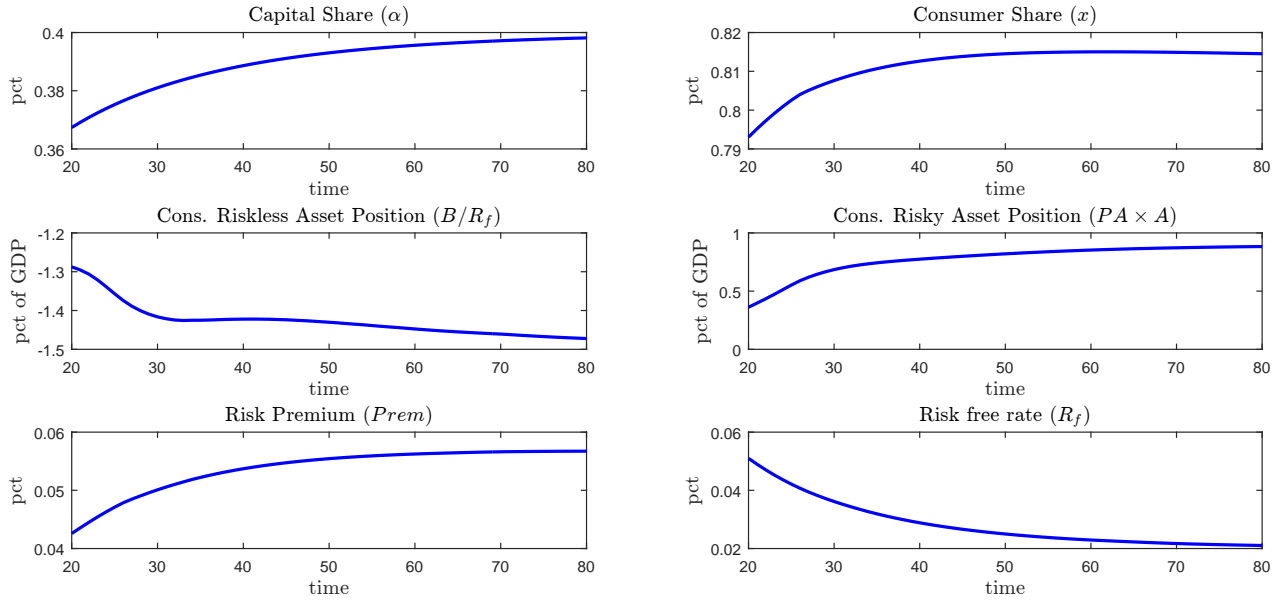 Capital Share (α)
0.4
0.38
0.36
pct
20 30 40 50 60 70 80
time
Consumer Share (x)
0.82
0.81
0.8
0.79
pct
20 30 40 50 60 70 80
time
Cons. Riskless Asset Position (B/R_f)
-1.2
-1.3
-1.4
-1.5
pct of GDP
20 30 40 50 60 70 80
time
Cons. Risky Asset Position (PA × A)
1
0.5
0
pct of GDP
20 30 40 50 60 70 80
time
Risk Premium (Prem)
0.06
0.05
0.04
pct
20 30 40 50 60 70 80
time
Risk free rate (R_f)
0.06
0.04
0.02
pct
20 30 40 50 60 70 80
time